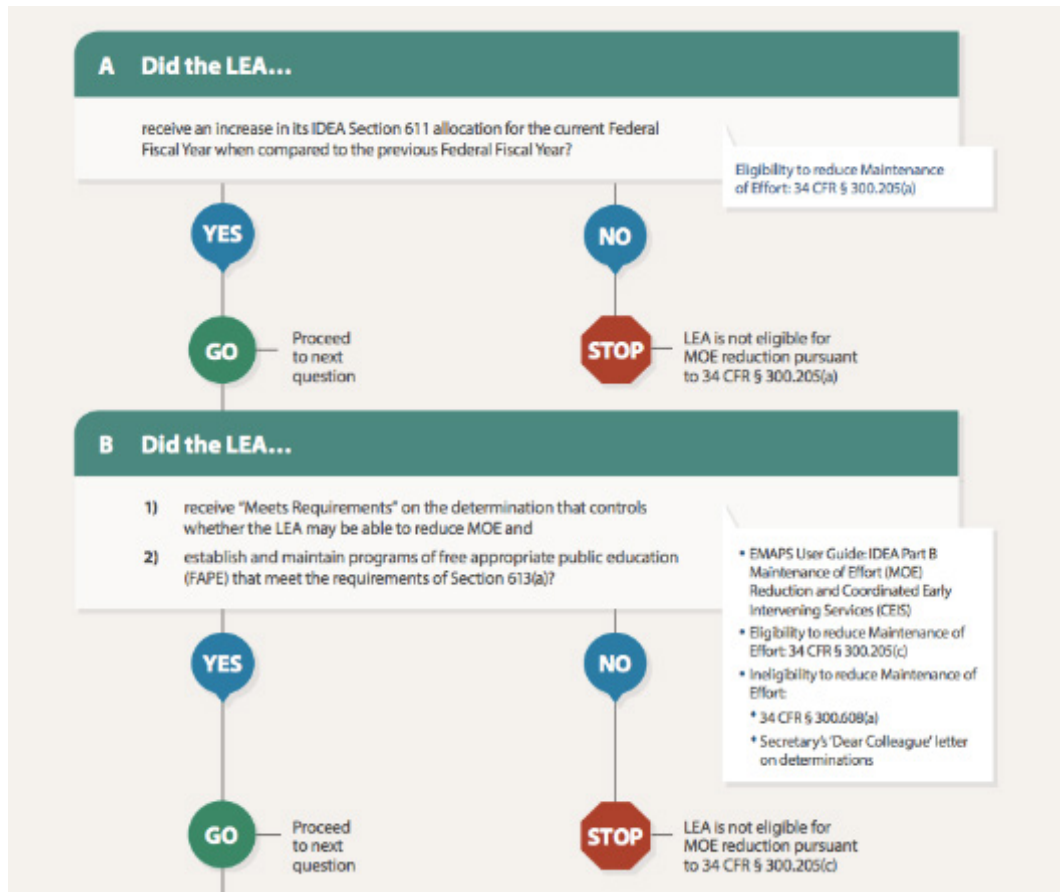 A Did the LEA...
receive an increase in its IDEA Section 611 allocation for the current Federal
Fiscal Year when compared to the previous Federal Fiscal Year?
Eligibility to reduce Maintenance
of Effort: 34 CFR § 300.205(a)
YES
NO
GO
Proceed
to next
question
STOP
LEA is not eligible for
MOE reduction pursuant
to 34 CFR § 300.205(a)
B Did the LEA...
1) receive “Meets Requirements” on the determination that controls
whether the LEA may be able to reduce MOE and
2) establish and maintain programs of free appropriate public education
(FAPE) that meet the requirements of Section 613(a)?
• EMAPS User Guide: IDEA Part B
Maintenance of Effort (MOE)
Reduction and Coordinated Early
Intervening Services (CEIS)
• Eligibility to reduce Maintenance of
Effort: 34 CFR § 300.205(c)
• Ineligibility to reduce Maintenance of
Effort:
• 34 CFR § 300.608(a)
• Secretary’s ‘Dear Colleague’ letter
on determinations
YES
NO
GO
Proceed
to next
question
STOP
LEA is not eligible for
MOE reduction pursuant
to 34 CFR § 300.205(c)